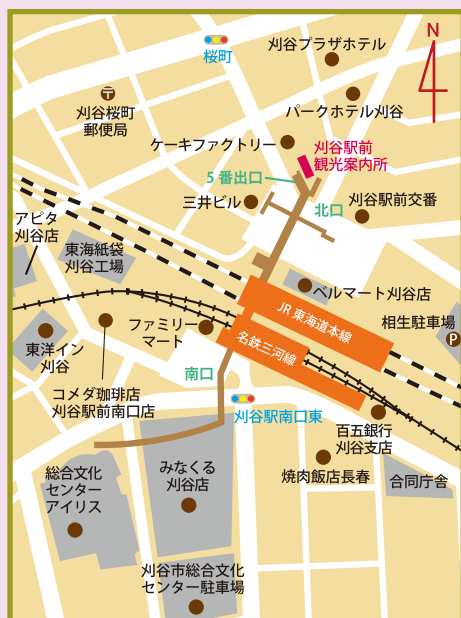 N
桜町
刈谷プラザホテル
刈谷桜町
郵便局
パークホテル刈谷
ケーキファクトリー
刈谷駅前
観光案内所
5番出口
三井ビル
北口
刈谷駅前交番
アピタ
刈谷店
東海紙袋
刈谷工場
ベルマート刈谷店
JR東海道本線
相生駐車場
P
東洋イン
刈谷
ファミリー
マート
名鉄三河線
コメダ珈琲店
刈谷駅前南口店
南口
刈谷駅南口東
百五銀行
刈谷支店
焼肉飯店長春
合同庁舎
総合文化
センター
アイリス
みなくる
刈谷店
刈谷市総合文化
センター駐車場